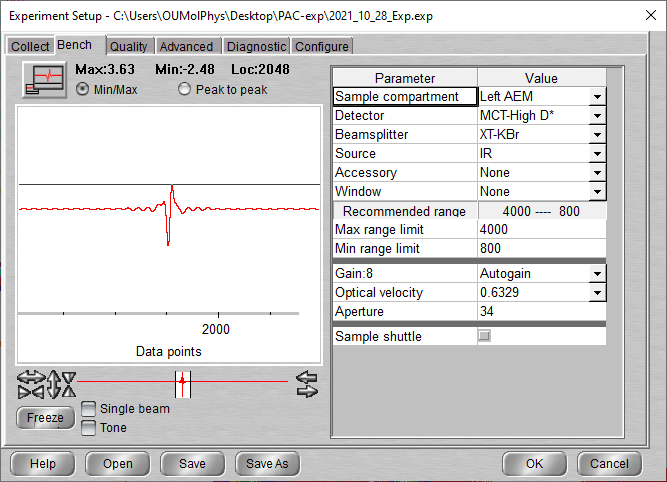 Experiment Setup - C:\Users\OUMolPhys\Desktop\PAC-exp\2021_10_28_Exp.exp
Collect Bench Quality Advanced Diagnostic Configure
Max:3.63 Min:-2.48 Loc:2048
Min/Max Peak to peak
2000
Data points
Freeze
Single beam
Tone
Parameter Value
Sample compartment Left AEM
Detector MCT-High D*
Beamsplitter XT-KBr
Source IR
Accessory None
Window None
Recommended range 4000 ---- 800
Max range limit 4000
Min range limit 800
Gain:8 Autogain
Optical velocity 0.6329
Aperture 34
Sample shuttle
Help Open Save Save As OK Cancel